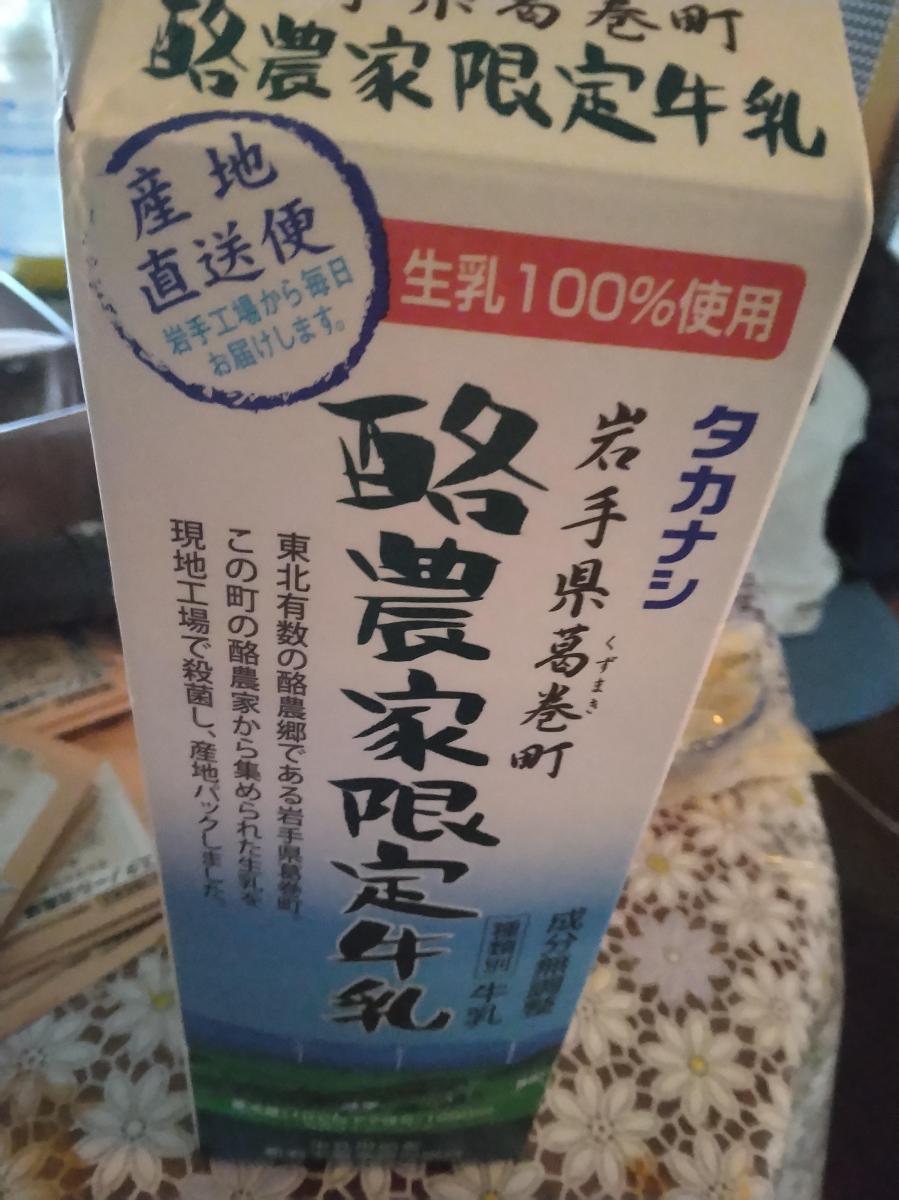 県葛巻町
酪農家限定牛乳
産地
直送便
岩手工場から毎日
お届けします。
生乳100%使用
タカナシ
岩手県葛巻町
くずまき
酪農家限定牛乳
東北有数の酪農郷である岩手県葛巻町
この町の酪農家から集められた生乳を
現地工場で殺菌し、産地パックしました。
成分無調整
種類別
牛乳